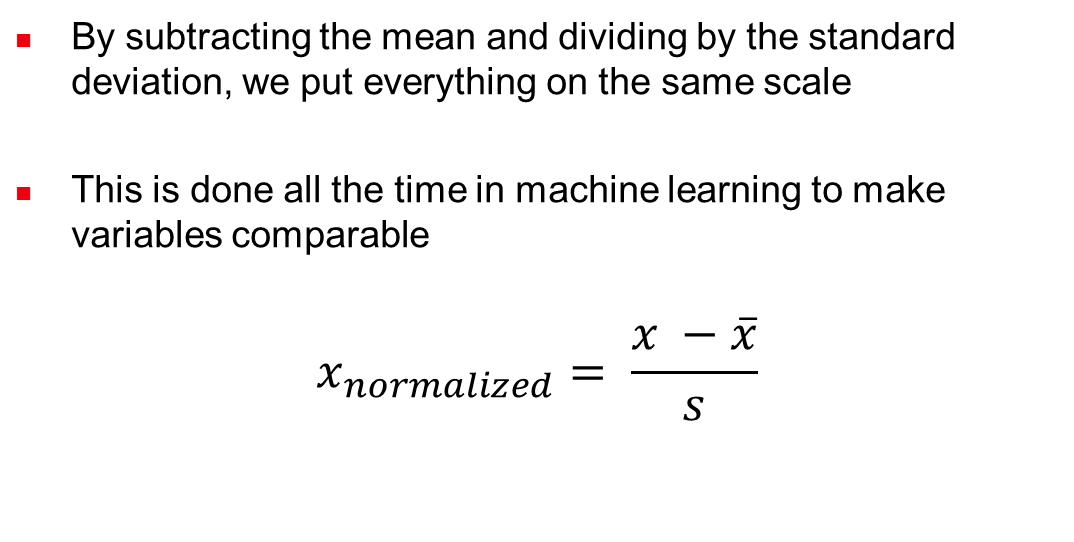 ▪ By subtracting the mean and dividing by the standard
deviation, we put everything on the same scale
▪ This is done all the time in machine learning to make
variables comparable
x_normalized = (x − x̄) / s